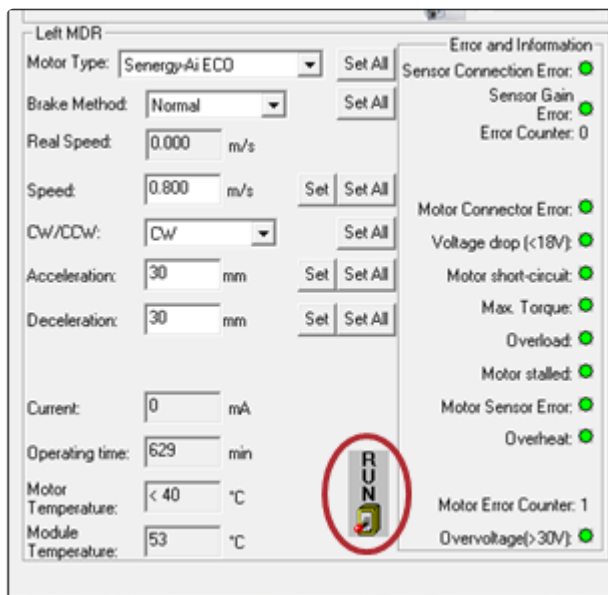 Left MDR
Motor Type: Senergy-Ai ECO Set All
Brake Method: Normal Set All
Real Speed: 0.000 m/s
Speed: 0.800 m/s Set Set All
CW/CCW: CW Set All
Acceleration: 30 mm Set Set All
Deceleration: 30 mm Set Set All
Current: 0 mA
Operating time: 629 min
Motor
Temperature: < 40 °C
Module
Temperature: 53 °C
RUN
Error and Information
Sensor Connection Error:
Sensor Gain
Error:
Error Counter: 0
Motor Connector Error:
Voltage drop (<18V):
Motor short-circuit:
Max. Torque:
Overload:
Motor stalled:
Motor Sensor Error:
Overheat:
Motor Error Counter: 1
Overvoltage(>30V):